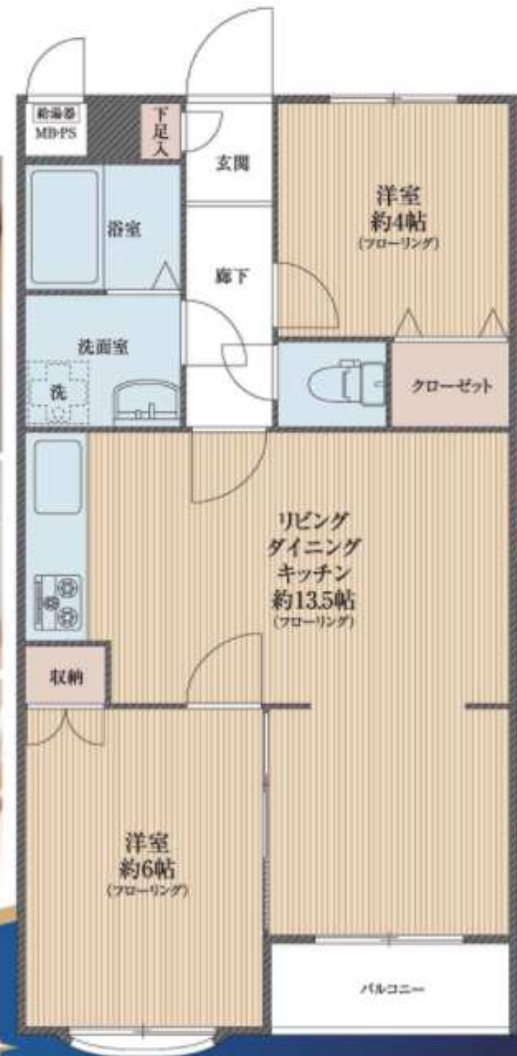 給湯器
MB・PS
下足入
玄関
洋室
約4帖
(フローリング)
浴室
廊下
洗面室
洗
クローゼット
リビング
ダイニング
キッチン
約13.5帖
(フローリング)
収納
洋室
約6帖
(フローリング)
バルコニー